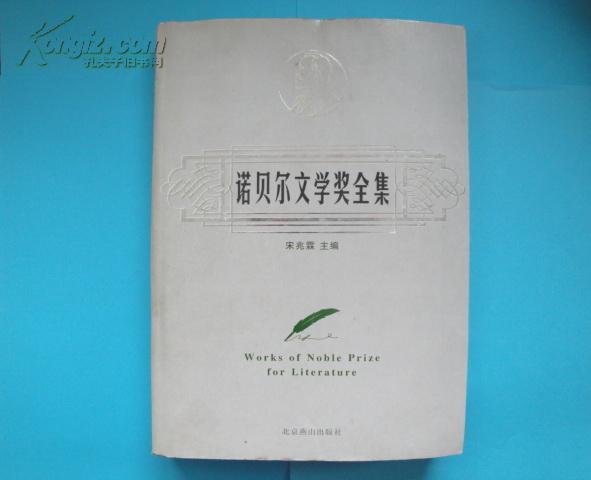 Kongfz.com
孔夫子旧书网
诺贝尔文学奖全集
宋兆霖 主编
Works of Noble Prize
for Literature
北京燕山出版社